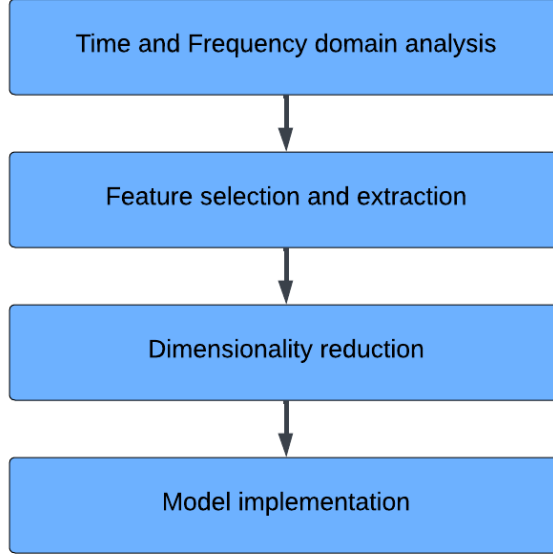 Time and Frequency domain analysis
Feature selection and extraction
Dimensionality reduction
Model implementation